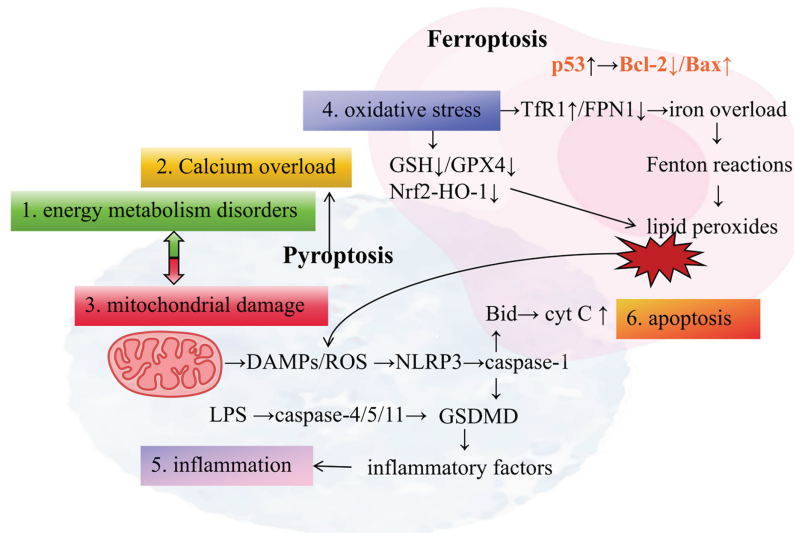 Ferroptosis
p53↑→Bcl-2↓/Bax↑
4. oxidative stress →TfR1↑/FPN1↓→iron overload
2. Calcium overload
GSH↓/GPX4↓
Nrf2-HO-1↓
Fenton reactions
1. energy metabolism disorders
lipid peroxides
Pyroptosis
3. mitochondrial damage
Bid→ cyt C ↑
6. apoptosis
→DAMPs/ROS →NLRP3→caspase-1
LPS →caspase-4/5/11→ GSDMD
5. inflammation
inflammatory factors